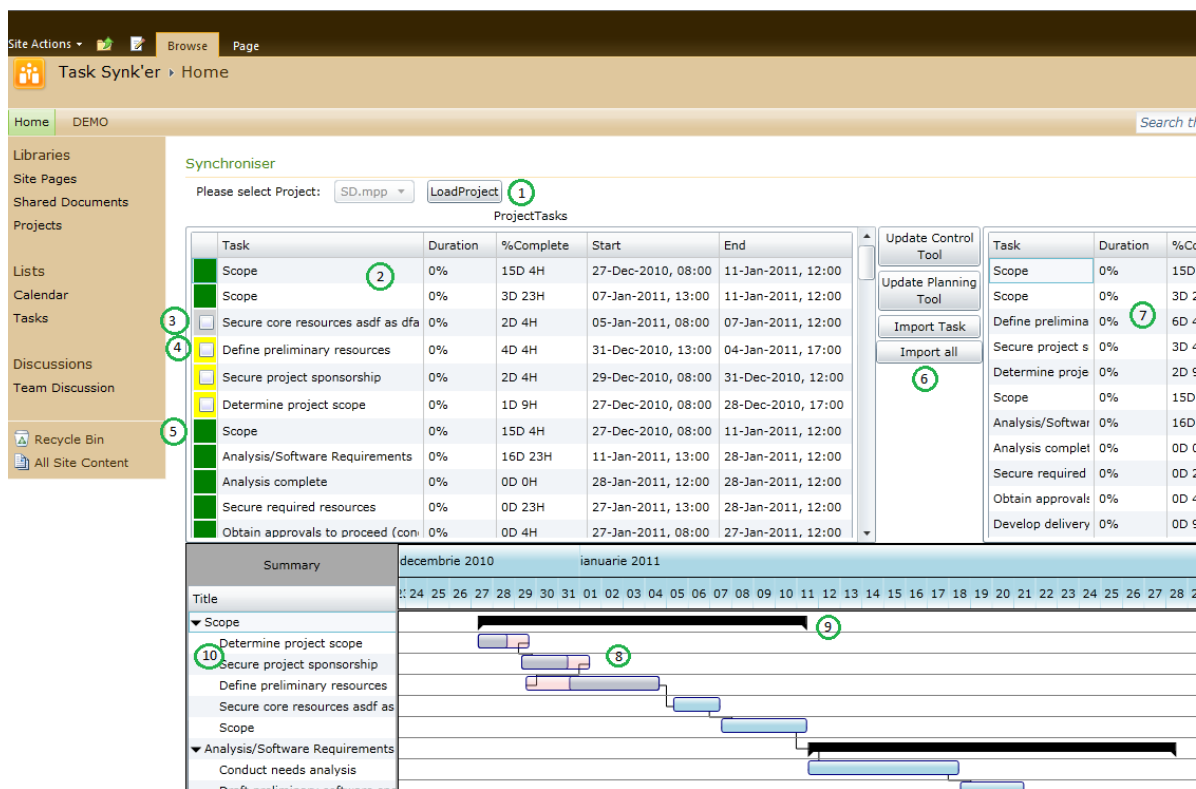 Site Actions Browse Page
Task Synk'er Home
Home DEMO Search th
Libraries
Site Pages
Shared Documents
Projects
Lists
Calendar
Tasks
Discussions
Team Discussion
Recycle Bin
All Site Content
Synchroniser
Please select Project: SD.mpp LoadProject 1
ProjectTasks
Task Duration %Complete Start End
Scope 0% 15D 4H 27-Dec-2010, 08:00 11-Jan-2011, 12:00
2
Scope 0% 3D 23H 07-Jan-2011, 13:00 11-Jan-2011, 12:00
3 Secure core resources asdf as dfa 0% 2D 4H 05-Jan-2011, 08:00 07-Jan-2011, 12:00
4 Define preliminary resources 0% 4D 4H 31-Dec-2010, 13:00 04-Jan-2011, 17:00
Secure project sponsorship 0% 2D 4H 29-Dec-2010, 08:00 31-Dec-2010, 12:00
Determine project scope 0% 1D 9H 27-Dec-2010, 08:00 28-Dec-2010, 17:00
5 Scope 0% 15D 4H 27-Dec-2010, 08:00 11-Jan-2011, 12:00
Analysis/Software Requirements 0% 16D 23H 11-Jan-2011, 13:00 28-Jan-2011, 12:00
Analysis complete 0% 0D 0H 28-Jan-2011, 12:00 28-Jan-2011, 12:00
Secure required resources 0% 0D 23H 27-Jan-2011, 13:00 28-Jan-2011, 12:00
Obtain approvals to proceed (con 0% 0D 4H 27-Jan-2011, 08:00 27-Jan-2011, 12:00
Update Control
Tool
Update Planning
Tool
Import Task
Import all
6
Task Duration %Co
Scope 0% 15D
Scope 0% 3D 2
7
Define prelimina 0% 6D 4
Secure project s 0% 3D 4
Determine proje 0% 2D 9
Scope 0% 15D
Analysis/Softwar 0% 16D
Analysis complet 0% 0D 0
Secure required 0% 0D 2
Obtain approvals 0% 0D 4
Develop delivery 0% 0D 9
Summary decembrie 2010 ianuarie 2011
Title 24 25 26 27 28 29 30 31 01 02 03 04 05 06 07 08 09 10 11 12 13 14 15 16 17 18 19 20 21 22 23 24 25 26 27 28 2
Scope 9
Determine project scope
10 8
Secure project sponsorship
Define preliminary resources
Secure core resources asdf as
Scope
Analysis/Software Requirements
Conduct needs analysis